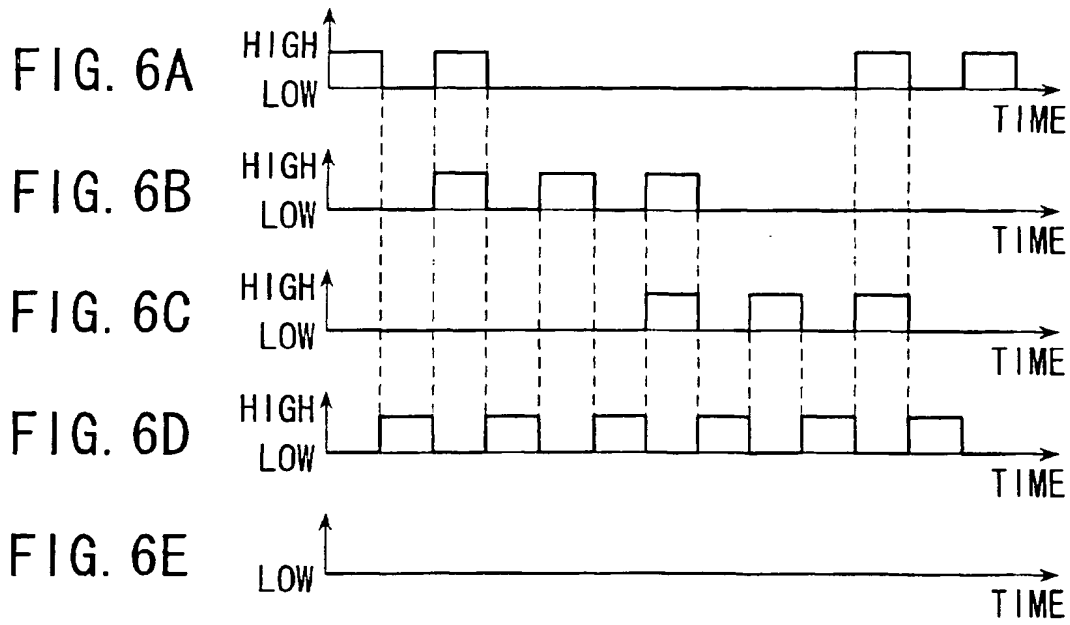 FIG. 6A
HIGH
LOW
TIME
FIG. 6B
HIGH
LOW
TIME
FIG. 6C
HIGH
LOW
TIME
FIG. 6D
HIGH
LOW
TIME
FIG. 6E
LOW
TIME